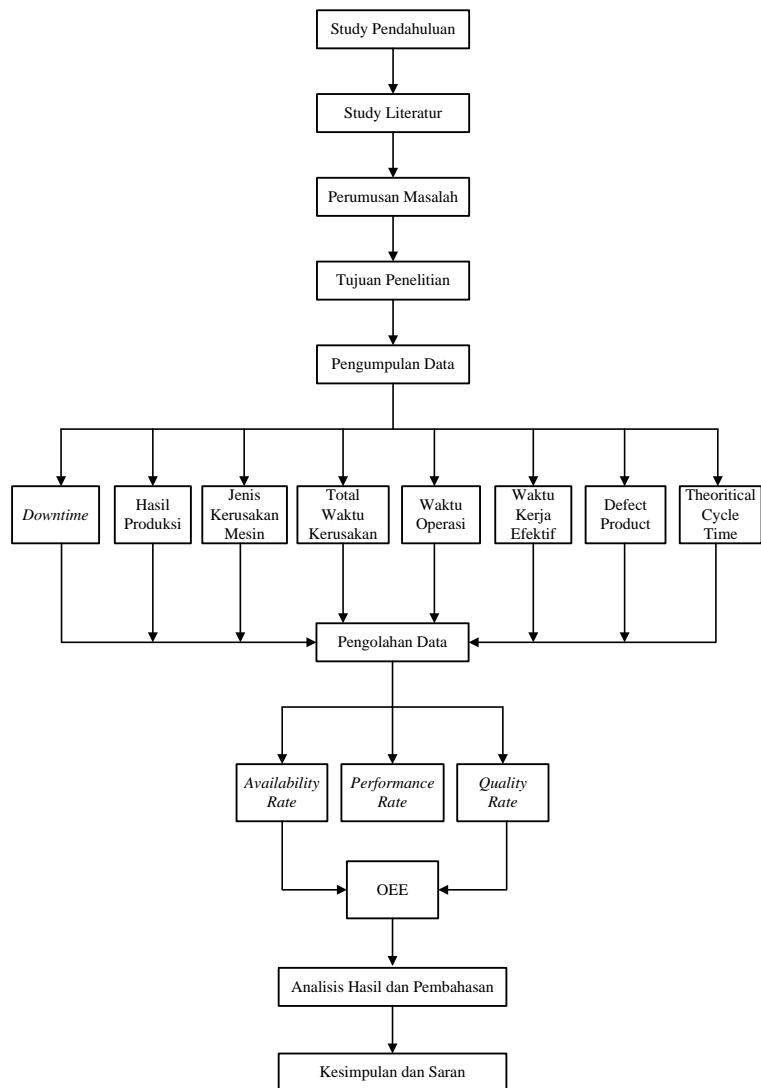 Study Pendahuluan
Study Literatur
Perumusan Masalah
Tujuan Penelitian
Pengumpulan Data
Downtime
Hasil
Produksi
Jenis
Kerusakan
Mesin
Total
Waktu
Kerusakan
Waktu
Operasi
Waktu
Kerja
Efektif
Defect
Product
Theoritical
Cycle
Time
Pengolahan Data
Availability
Rate
Performance
Rate
Quality
Rate
OEE
Analisis Hasil dan Pembahasan
Kesimpulan dan Saran